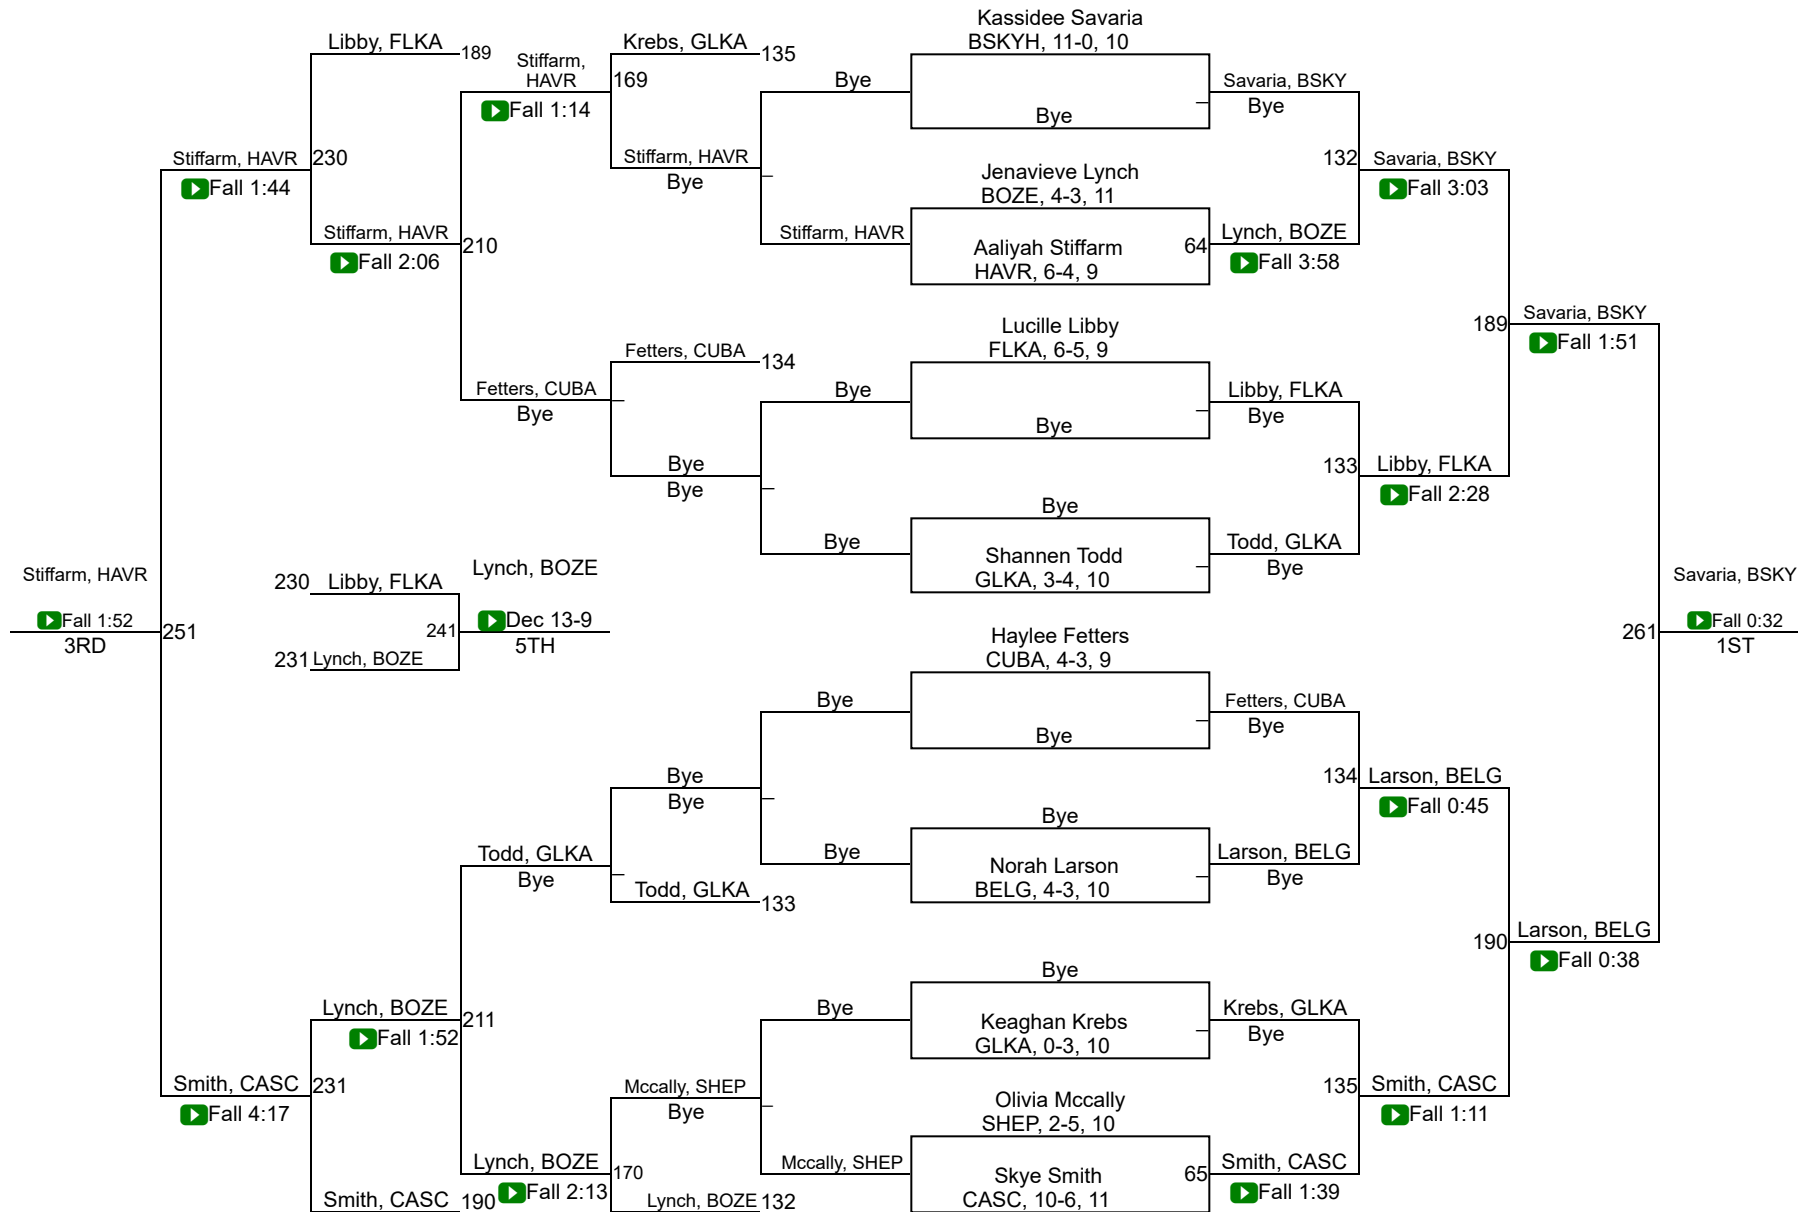 Kassidee Savaria
BSKYH, 11-0, 10
Bye
Jenavieve Lynch
BOZE, 4-3, 11
Aaliyah Stiffarm
HAVR, 6-4, 9
64
Lucille Libby
FLKA, 6-5, 9
Bye
Bye
Shannen Todd
GLKA, 3-4, 10
Haylee Fetters
CUBA, 4-3, 9
Bye
Bye
Norah Larson
BELG, 4-3, 10
Bye
Keaghan Krebs
GLKA, 0-3, 10
Olivia Mccally
SHEP, 2-5, 10
Skye Smith
CASC, 10-6, 11
65
Savaria, BSKY
Bye
132
Lynch, BOZE
Fall 3:58
Libby, FLKA
Bye
133
Todd, GLKA
Bye
Fetters, CUBA
Bye
134
Larson, BELG
Bye
Krebs, GLKA
Bye
135
Smith, CASC
Fall 1:39
Savaria, BSKY
Fall 3:03
189
Libby, FLKA
Fall 2:28
Larson, BELG
Fall 0:45
190
Smith, CASC
Fall 1:11
Savaria, BSKY
Fall 1:51
261
Larson, BELG
Fall 0:38
Savaria, BSKY
Fall 0:32
1ST
Bye
Stiffarm, HAVR
Bye
Bye
Bye
Bye
Bye
Mccally, SHEP
Krebs, GLKA
135
169
Stiffarm, HAVR
Bye
Fetters, CUBA
134
Bye
Bye
Bye
Bye
Todd, GLKA
133
Mccally, SHEP
Bye
170
Lynch, BOZE
132
Stiffarm,
HAVR
Fall 1:14
210
Fetters, CUBA
Bye
Todd, GLKA
Bye
211
Lynch, BOZE
Fall 2:13
Libby, FLKA
189
230
Stiffarm, HAVR
Fall 2:06
Lynch, BOZE
Fall 1:52
231
Smith, CASC
190
Stiffarm, HAVR
Fall 1:44
251
Smith, CASC
Fall 4:17
Stiffarm, HAVR
Fall 1:52
3RD
230
Libby, FLKA
241
231
Lynch, BOZE
Lynch, BOZE
Dec 13-9
5TH